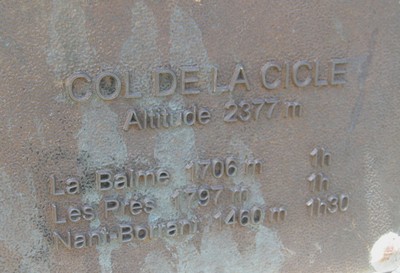 COL DE LA CICLE
Altitude 2377 m
La Balme 1706 m 1h
Les Prés 1797 m 1h
Nant Borrant 1460 m 1h30